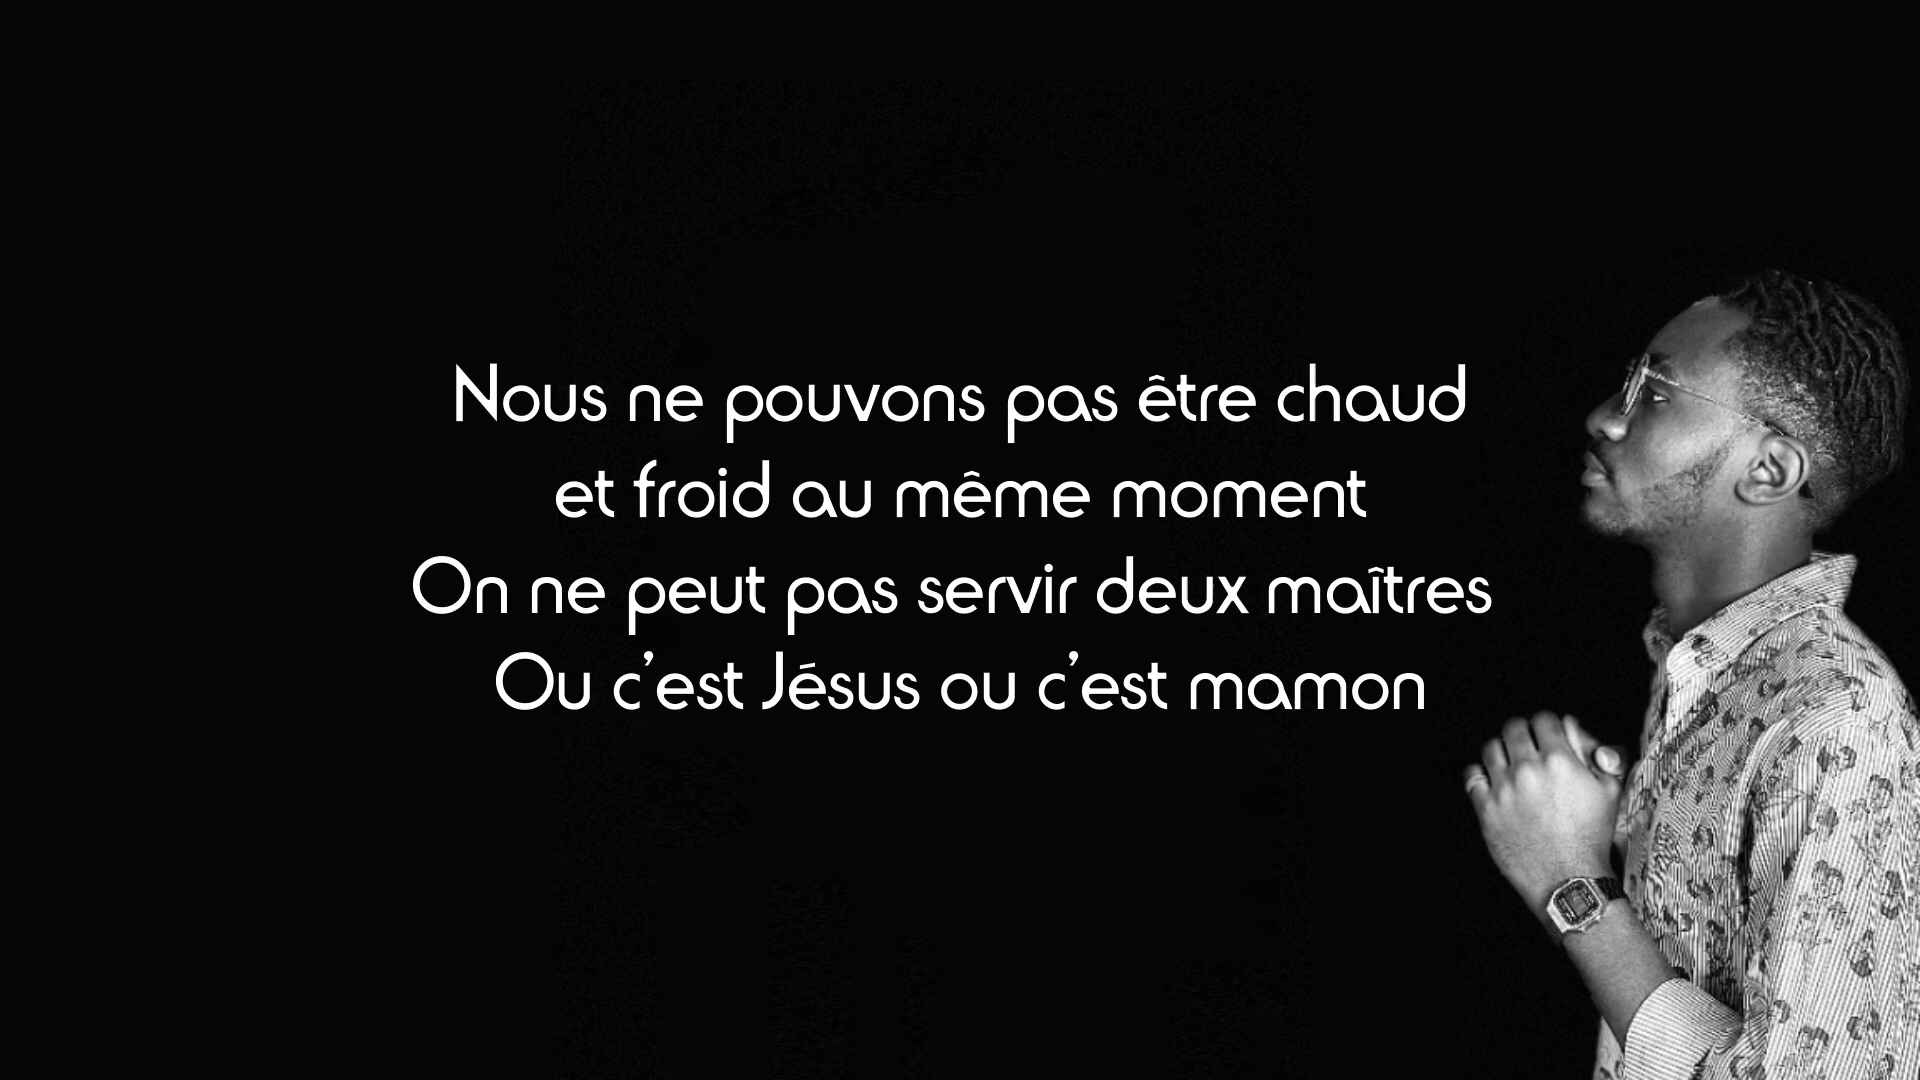 Nous ne pouvons pas être chaud
et froid au même moment
On ne peut pas servir deux maîtres
Ou c’est Jésus ou c’est mamon